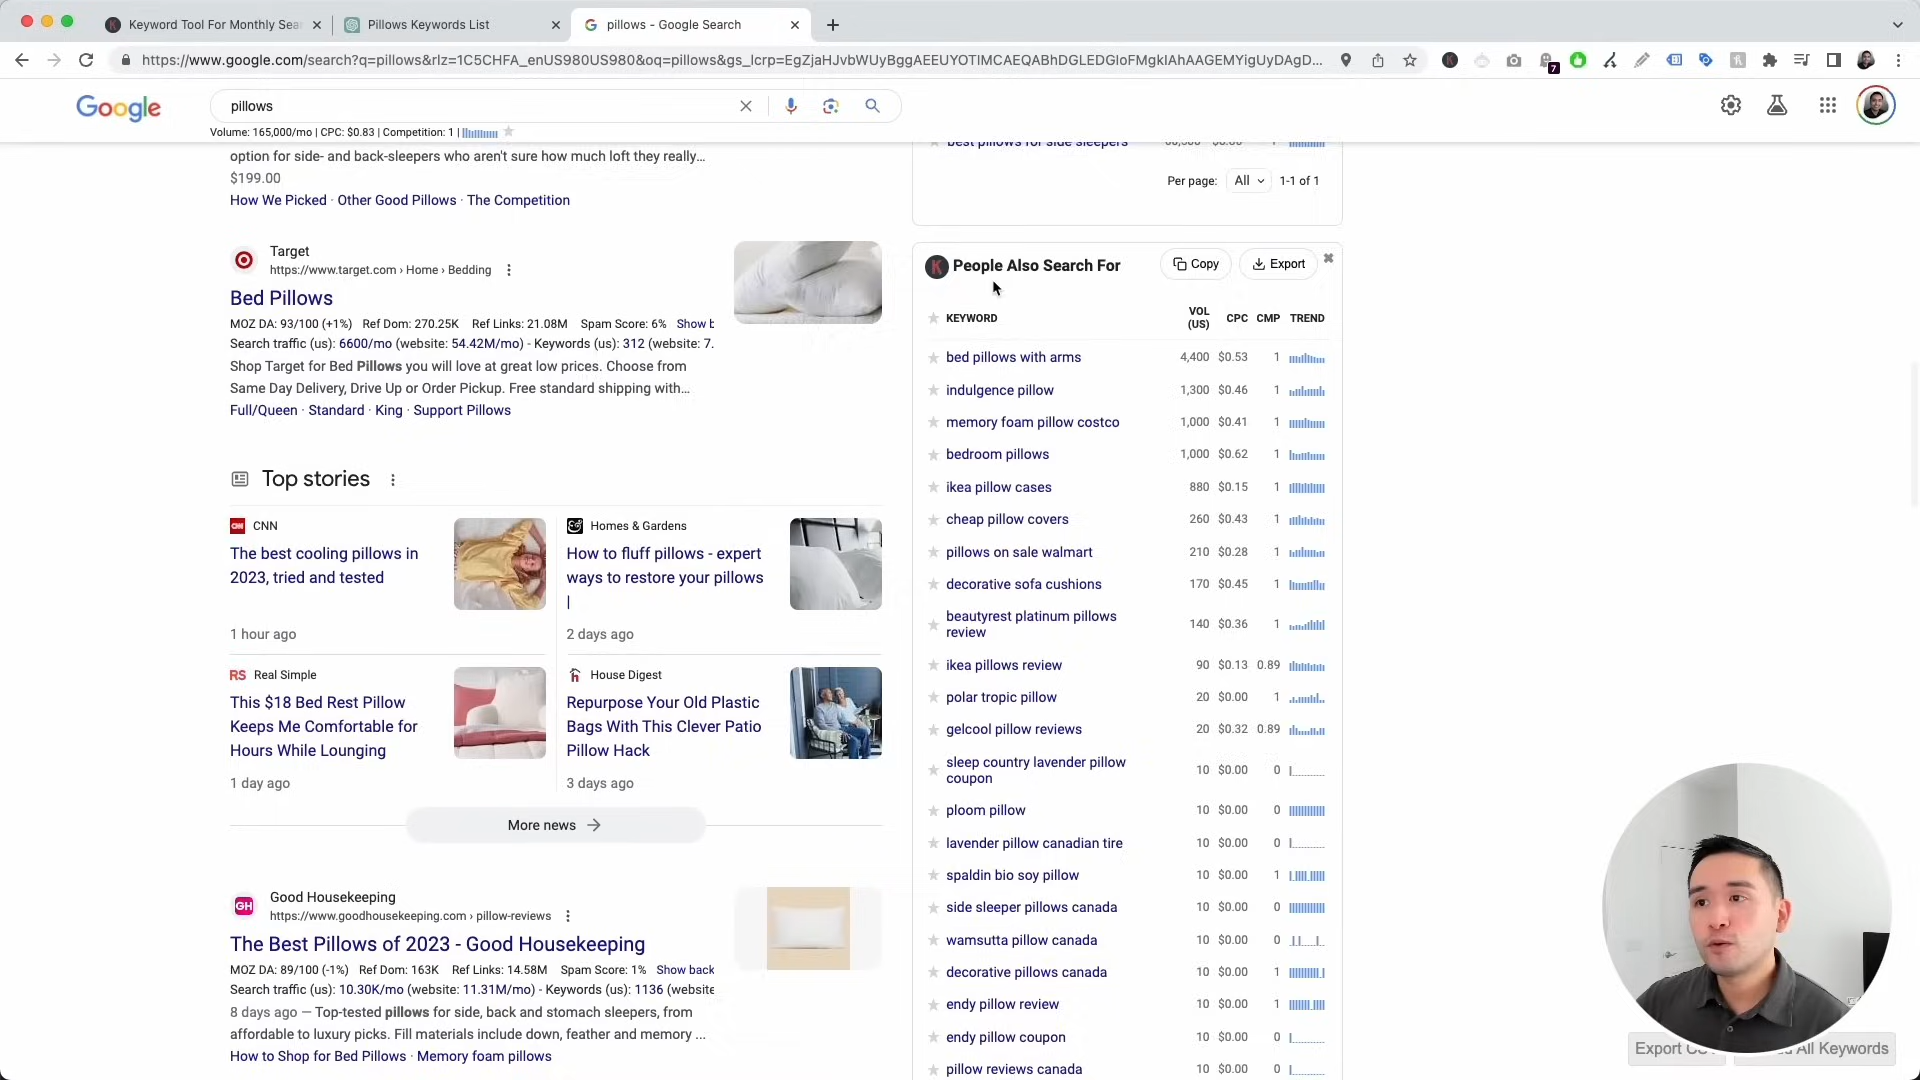 Keyword Tool For Monthly Sea
Pillows Keywords List
pillows - Google Search
https://www.google.com/search?q=pillows&rlz=1C5CHFA_enUS980US980&oq=pillows&gs_lcrp=EgZjaHJvbWUyBggAEEUYOTIMCAEQABhDGLEDGIoFMgkIAhAAGEMYigUyDAgD...
7
Google
pillows
Volume: 165,000/mo | CPC: $0.83 | Competition: 1 |
option for side- and back-sleepers who aren't sure how much loft they really...
$199.00
How We Picked · Other Good Pillows · The Competition
Target
https://www.target.com › Home › Bedding
Bed Pillows
MOZ DA: 93/100 (+1%) Ref Dom: 270.25K Ref Links: 21.08M Spam Score: 6% Show b
Search traffic (us): 6600/mo (website: 54.42M/mo) - Keywords (us): 312 (website: 7.
Shop Target for Bed Pillows you will love at great low prices. Choose from
Same Day Delivery, Drive Up or Order Pickup. Free standard shipping with...
Full/Queen · Standard · King · Support Pillows
Top stories
CNN
The best cooling pillows in
2023, tried and tested
1 hour ago
Homes & Gardens
How to fluff pillows - expert
ways to restore your pillows
|
2 days ago
RS Real Simple
This $18 Bed Rest Pillow
Keeps Me Comfortable for
Hours While Lounging
1 day ago
House Digest
Repurpose Your Old Plastic
Bags With This Clever Patio
Pillow Hack
3 days ago
More news
GH
Good Housekeeping
https://www.goodhousekeeping.com › pillow-reviews
The Best Pillows of 2023 - Good Housekeeping
MOZ DA: 89/100 (-1%) Ref Dom: 163K Ref Links: 14.58M Spam Score: 1% Show back
Search traffic (us): 10.30K/mo (website: 11.31M/mo) - Keywords (us): 1136 (website
8 days ago — Top-tested pillows for side, back and stomach sleepers, from
affordable to luxury picks. Fill materials include down, feather and memory ...
How to Shop for Bed Pillows · Memory foam pillows
best pillows for side sleepers
Per page: All 1-1 of 1
K People Also Search For Copy Export
KEYWORD VOL (US) CPC CMP TREND
bed pillows with arms 4,400 $0.53 1
indulgence pillow 1,300 $0.46 1
memory foam pillow costco 1,000 $0.41 1
bedroom pillows 1,000 $0.62 1
ikea pillow cases 880 $0.15 1
cheap pillow covers 260 $0.43 1
pillows on sale walmart 210 $0.28 1
decorative sofa cushions 170 $0.45 1
beautyrest platinum pillows
review 140 $0.36 1
ikea pillows review 90 $0.13 0.89
polar tropic pillow 20 $0.00 1
gelcool pillow reviews 20 $0.32 0.89
sleep country lavender pillow
coupon 10 $0.00 0
ploom pillow 10 $0.00 0
lavender pillow canadian tire 10 $0.00 0
spaldin bio soy pillow 10 $0.00 1
side sleeper pillows canada 10 $0.00 0
wamsutta pillow canada 10 $0.00 0
decorative pillows canada 10 $0.00 1
endy pillow review 10 $0.00 1
endy pillow coupon 10 $0.00 0
pillow reviews canada 10 $0.00 1
Export
All Keywords